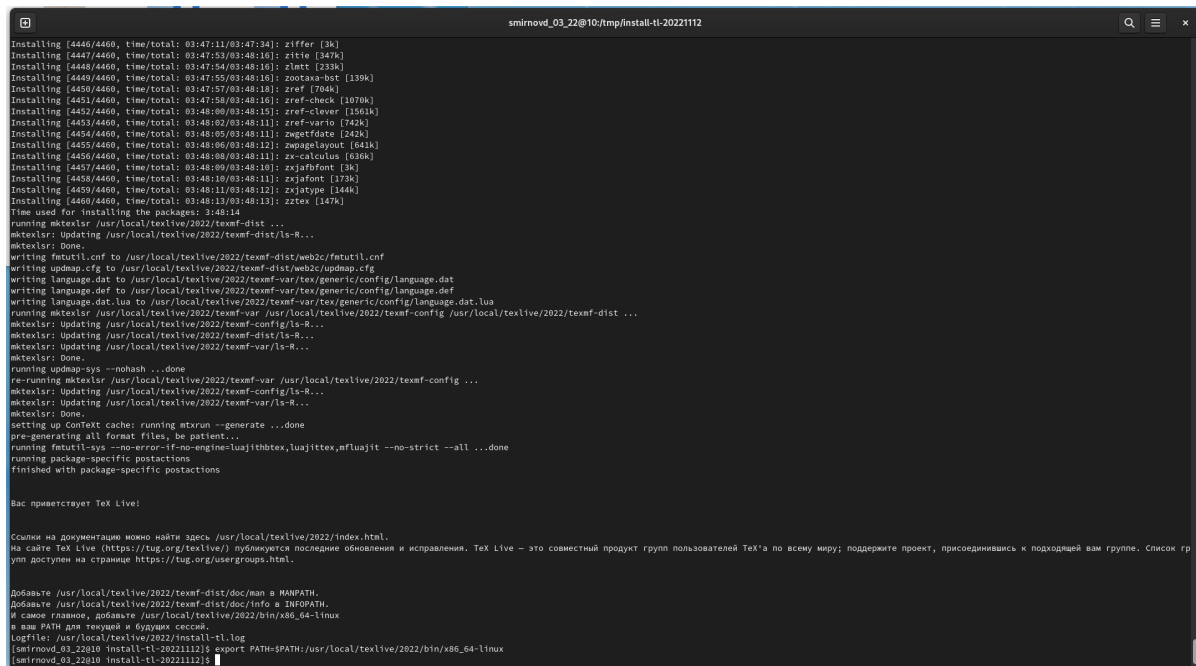 smirnovd_03_22@10:/tmp/install-tl-20221112
Installing [4446/4460, time/total: 03:47:11/03:47:34]: ziffer [3k]
Installing [4447/4460, time/total: 03:47:53/03:48:16]: zitie [347k]
Installing [4448/4460, time/total: 03:47:54/03:48:16]: zlmtt [233k]
Installing [4449/4460, time/total: 03:47:55/03:48:16]: zootaxa-bst [139k]
Installing [4450/4460, time/total: 03:47:57/03:48:18]: zref [704k]
Installing [4451/4460, time/total: 03:47:58/03:48:16]: zref-check [1070k]
Installing [4452/4460, time/total: 03:48:00/03:48:15]: zref-clever [1561k]
Installing [4453/4460, time/total: 03:48:02/03:48:11]: zref-vario [742k]
Installing [4454/4460, time/total: 03:48:05/03:48:11]: zwgetfdate [242k]
Installing [4455/4460, time/total: 03:48:06/03:48:12]: zwpagelayout [641k]
Installing [4456/4460, time/total: 03:48:08/03:48:11]: zx-calculus [636k]
Installing [4457/4460, time/total: 03:48:09/03:48:10]: zxjafbfont [3k]
Installing [4458/4460, time/total: 03:48:10/03:48:11]: zxjafont [173k]
Installing [4459/4460, time/total: 03:48:11/03:48:12]: zxjatype [144k]
Installing [4460/4460, time/total: 03:48:13/03:48:13]: zztex [147k]
Time used for installing the packages: 3:48:14
running mktexlsr /usr/local/texlive/2022/texmf-dist ...
mktexlsr: Updating /usr/local/texlive/2022/texmf-dist/ls-R...
mktexlsr: Done.
writing fmtutil.cnf to /usr/local/texlive/2022/texmf-dist/web2c/fmtutil.cnf
writing updmap.cfg to /usr/local/texlive/2022/texmf-dist/web2c/updmap.cfg
writing language.dat to /usr/local/texlive/2022/texmf-var/tex/generic/config/language.dat
writing language.def to /usr/local/texlive/2022/texmf-var/tex/generic/config/language.def
writing language.dat.lua to /usr/local/texlive/2022/texmf-var/tex/generic/config/language.dat.lua
running mktexlsr /usr/local/texlive/2022/texmf-var /usr/local/texlive/2022/texmf-config /usr/local/texlive/2022/texmf-dist ...
mktexlsr: Updating /usr/local/texlive/2022/texmf-config/ls-R...
mktexlsr: Updating /usr/local/texlive/2022/texmf-dist/ls-R...
mktexlsr: Updating /usr/local/texlive/2022/texmf-var/ls-R...
mktexlsr: Done.
running updmap-sys --nohash ...done
re-running mktexlsr /usr/local/texlive/2022/texmf-var /usr/local/texlive/2022/texmf-config ...
mktexlsr: Updating /usr/local/texlive/2022/texmf-config/ls-R...
mktexlsr: Updating /usr/local/texlive/2022/texmf-var/ls-R...
mktexlsr: Done.
setting up ConTeXt cache: running mtxrun --generate ...done
pre-generating all format files, be patient...
running fmtutil-sys --no-error-if-no-engine=luajithbtex,luajittex,mfluajit --no-strict --all ...done
running package-specific postactions
finished with package-specific postactions
Вас приветствует TeX Live!
Ссылки на документацию можно найти здесь /usr/local/texlive/2022/index.html.
На сайте TeX Live (https://tug.org/texlive/) публикуются последние обновления и исправления. TeX Live — это совместный продукт групп пользователей TeX'а по всему миру; поддержите проект, присоединившись к подходящей вам группе. Список гр
упп доступен на странице https://tug.org/usergroups.html.
Добавьте /usr/local/texlive/2022/texmf-dist/doc/man в MANPATH.
Добавьте /usr/local/texlive/2022/texmf-dist/doc/info в INFOPATH.
И самое главное, добавьте /usr/local/texlive/2022/bin/x86_64-linux
в ваш PATH для текущей и будущих сессий.
Logfile: /usr/local/texlive/2022/install-tl.log
[smirnovd_03_22@10 install-tl-20221112]$ export PATH=$PATH:/usr/local/texlive/2022/bin/x86_64-linux
[smirnovd_03_22@10 install-tl-20221112]$